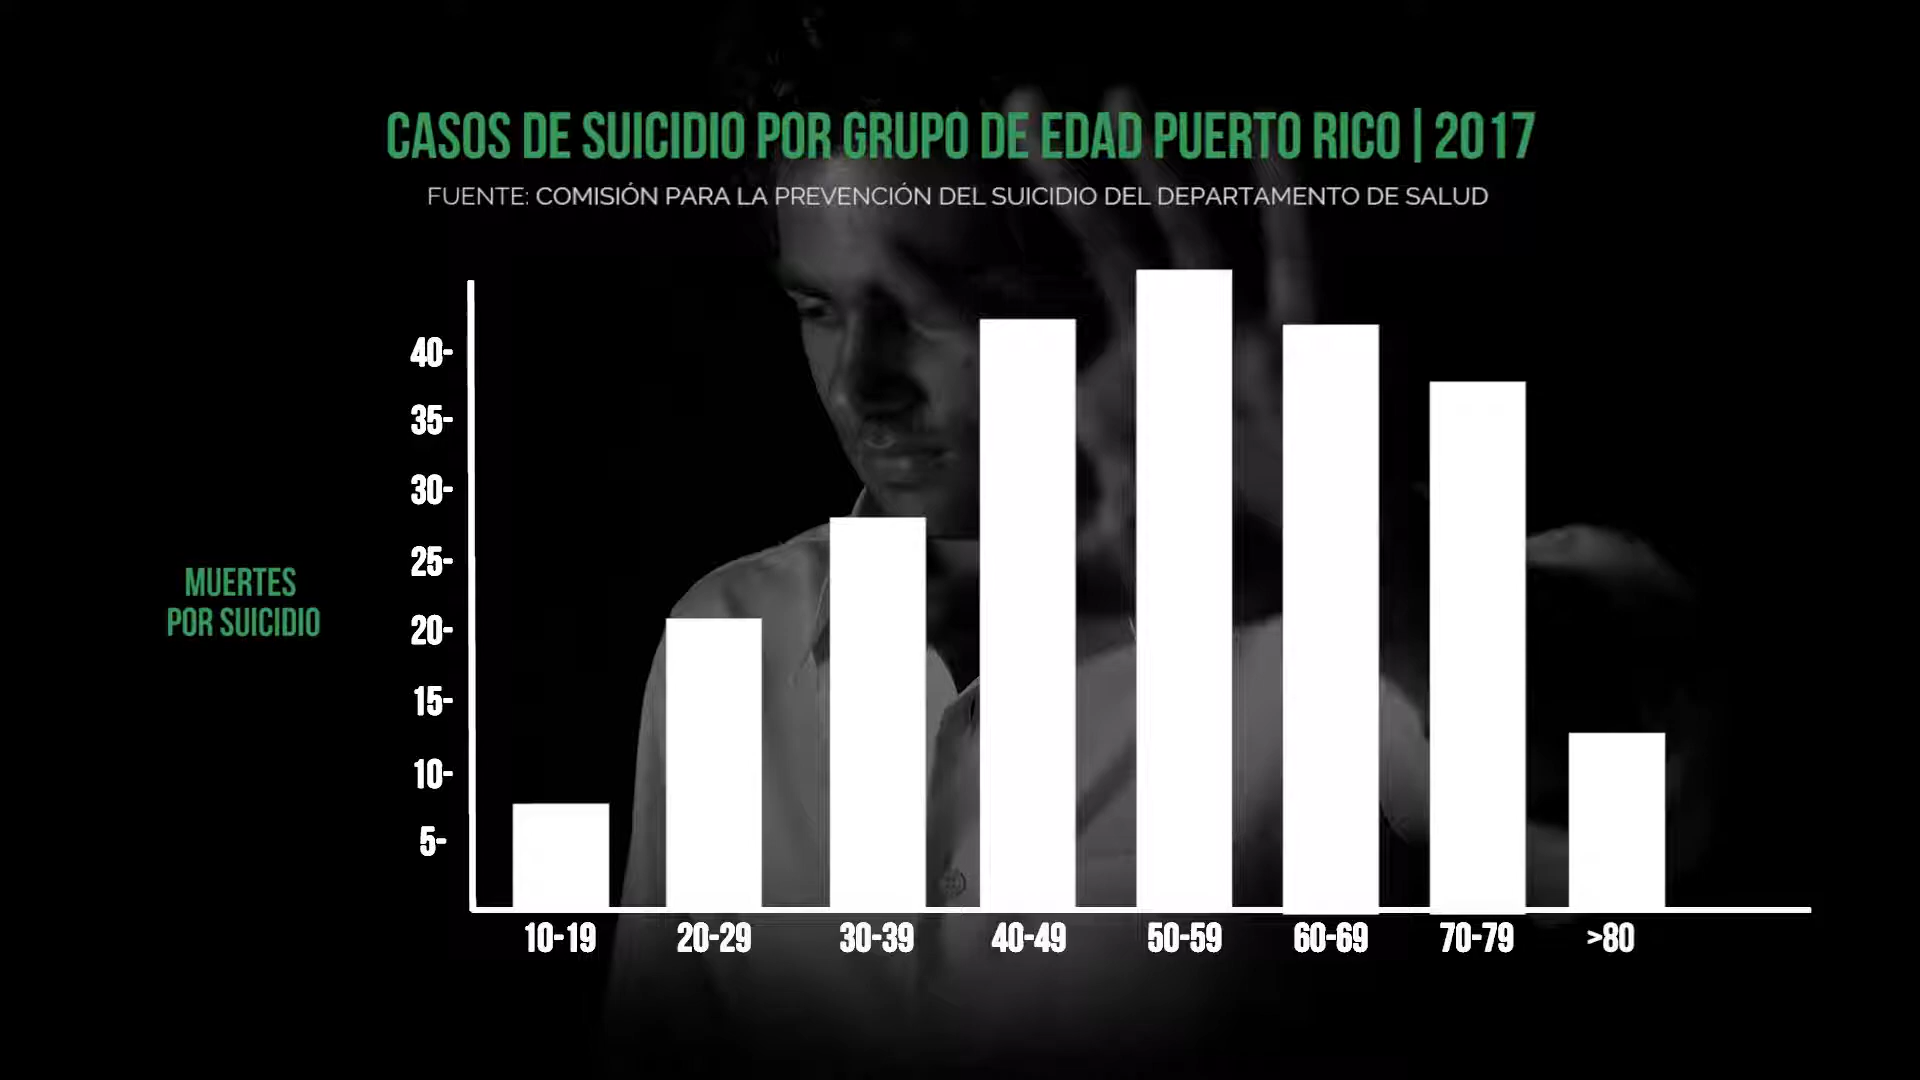 CASOS DE SUICIDIO POR GRUPO DE EDAD PUERTO RICO | 2017
FUENTE: COMISIÓN PARA LA PREVENCIÓN DEL SUICIDIO DEL DEPARTAMENTO DE SALUD
40-
35-
30-
25-
20-
15-
10-
5-
MUERTES
POR SUICIDIO
10-19 20-29 30-39 40-49 50-59 60-69 70-79 >80